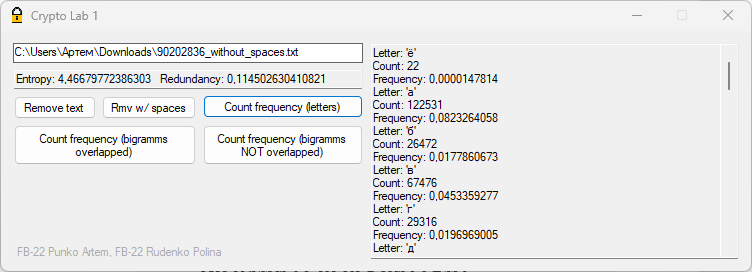 Crypto Lab 1
C:\Users\Артем\Downloads\90202836_without_spaces.txt
Entropy: 4,46679772386303 Redundancy: 0,114502630410821
Remove text
Rmv w/ spaces
Count frequency (letters)
Count frequency (bigramms
overlapped)
Count frequency (bigramms
NOT overlapped)
FB-22 Punko Artem, FB-22 Rudenko Polina
Letter: 'ё'
Count: 22
Frequency: 0,0000147814
Letter: 'а'
Count: 122531
Frequency: 0,0823264058
Letter: 'б'
Count: 26472
Frequency: 0,0177860673
Letter: 'в'
Count: 67476
Frequency: 0,0453359277
Letter: 'г'
Count: 29316
Frequency: 0,0196969005
Letter: 'д'